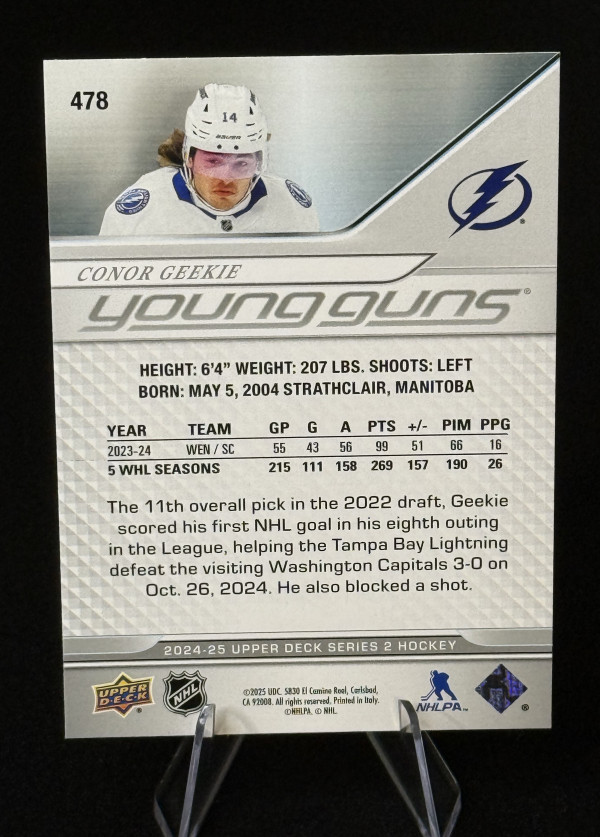 478
14
BAUER
CONOR GEEKIE
young guns®
HEIGHT: 6'4" WEIGHT: 207 LBS. SHOOTS: LEFT
BORN: MAY 5, 2004 STRATHCLAIR, MANITOBA
YEAR TEAM GP G A PTS +/- PIM PPG
2023-24 WEN / SC 55 43 56 99 51 66 16
5 WHL SEASONS 215 111 158 269 157 190 26
The 11th overall pick in the 2022 draft, Geekie
scored his first NHL goal in his eighth outing
in the League, helping the Tampa Bay Lightning
defeat the visiting Washington Capitals 3-0 on
Oct. 26, 2024. He also blocked a shot.
2024-25 UPPER DECK SERIES 2 HOCKEY
UPPER DECK ®
NHL
©2025 UDC. 5830 El Camino Real, Carlsbad,
CA 92008. All rights reserved. Printed in Italy.
©NHLPA. © NHL.
NHLPA™
®